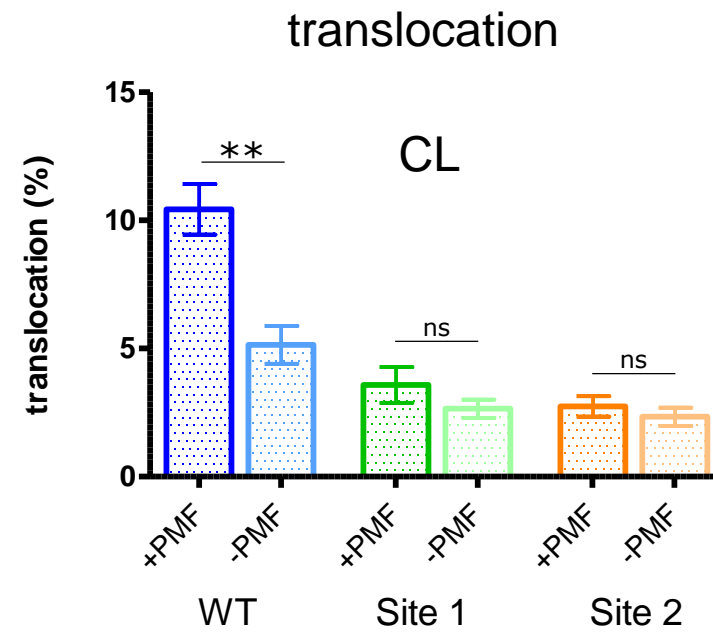 translocation
translocation (%)
15
10
5
0
**
CL
ns
ns
+PMF -PMF +PMF -PMF +PMF -PMF
WT Site 1 Site 2